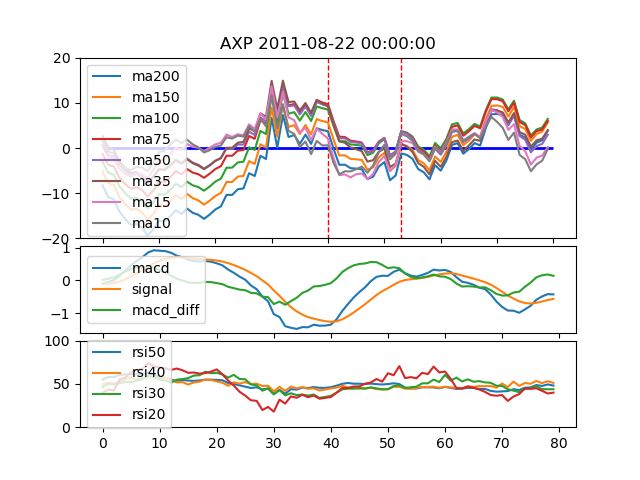 AXP 2011-08-22 00:00:00
20
10
0
−10
−20
ma200
ma150
ma100
ma75
ma50
ma35
ma15
ma10
1
0
−1
macd
signal
macd_diff
100
50
0
rsi50
rsi40
rsi30
rsi20
0 10 20 30 40 50 60 70 80